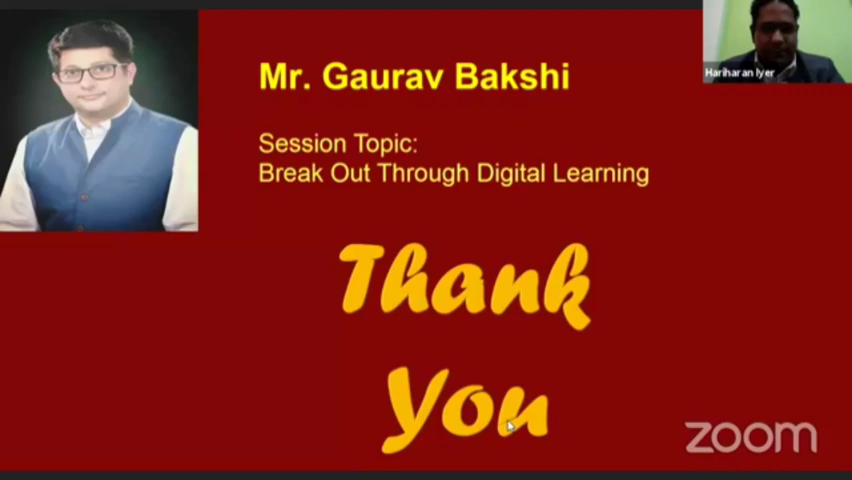 Mr. Gaurav Bakshi
Hariharan Iyer
Session Topic:
Break Out Through Digital Learning
Thank
You
zoom